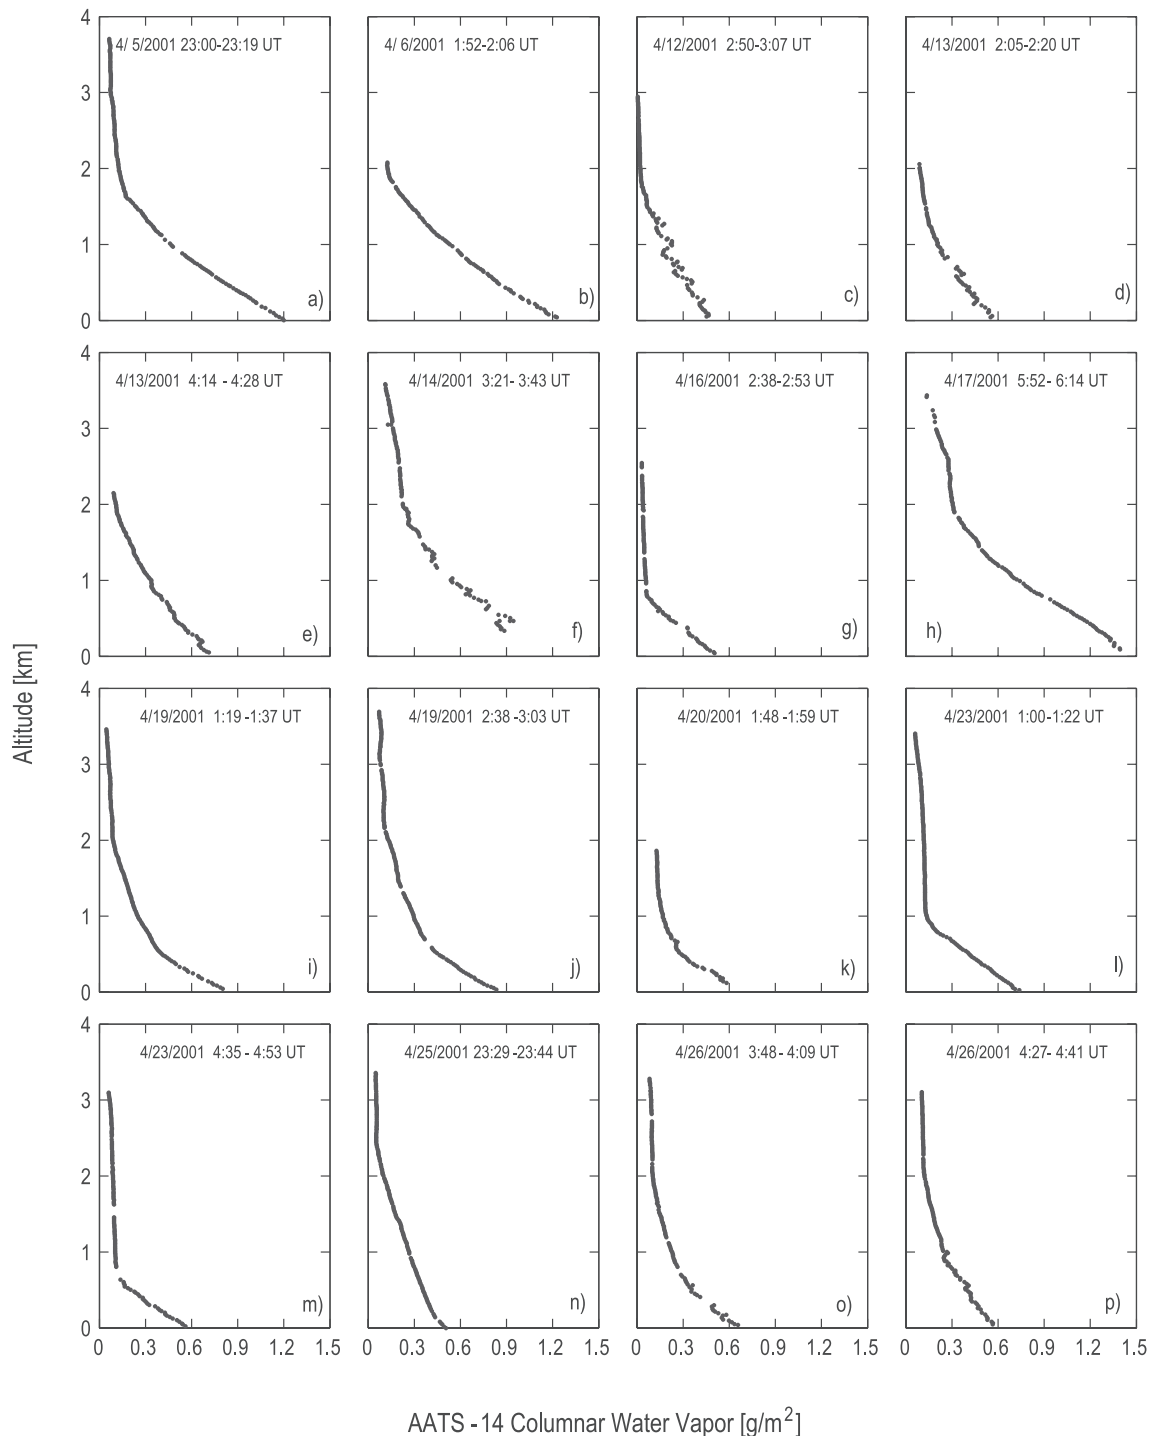 4
3
2
1
0
4/ 5/2001 23:00-23:19 UT
a)
4/ 6/2001 1:52-2:06 UT
b)
4/12/2001 2:50-3:07 UT
c)
4/13/2001 2:05-2:20 UT
d)
4
3
2
1
0
4/13/2001 4:14 - 4:28 UT
e)
4/14/2001 3:21- 3:43 UT
f)
4/16/2001 2:38-2:53 UT
g)
4/17/2001 5:52- 6:14 UT
h)
Altitude [km]
4
3
2
1
0
4/19/2001 1:19 -1:37 UT
i)
4/19/2001 2:38 -3:03 UT
j)
4/20/2001 1:48 -1:59 UT
k)
4/23/2001 1:00-1:22 UT
l)
4
3
2
1
0
4/23/2001 4:35 - 4:53 UT
m)
4/25/2001 23:29 -23:44 UT
n)
4/26/2001 3:48 - 4:09 UT
o)
4/26/2001 4:27- 4:41 UT
p)
0 0.3 0.6 0.9 1.2 1.5
0 0.3 0.6 0.9 1.2 1.5
0 0.3 0.6 0.9 1.2 1.5
0 0.3 0.6 0.9 1.2 1.5
AATS -14 Columnar Water Vapor [g/m²]